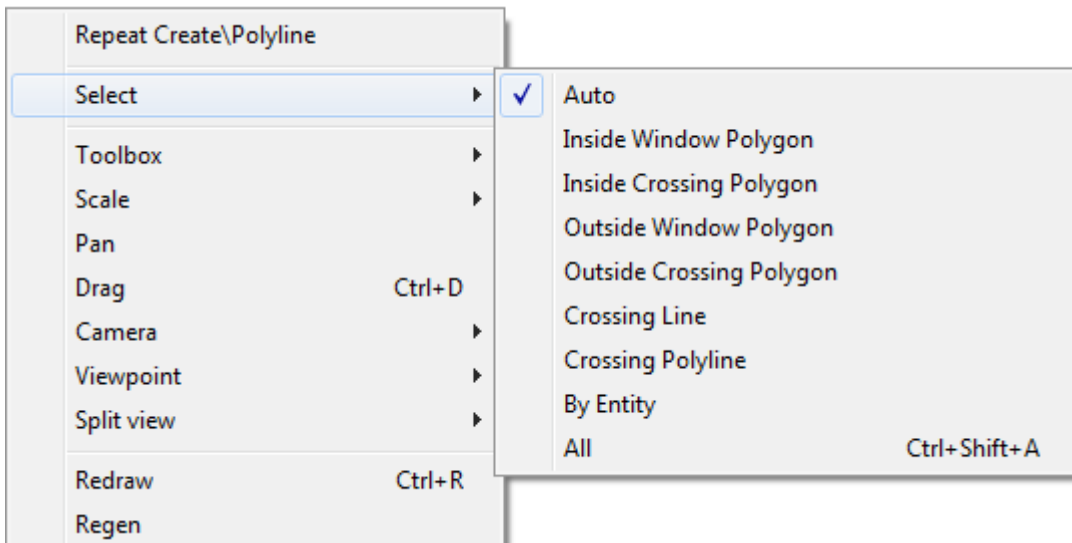 Repeat Create\Polyline
Select
Toolbox
Scale
Pan
Drag Ctrl+D
Camera
Viewpoint
Split view
Redraw Ctrl+R
Regen
Auto
Inside Window Polygon
Inside Crossing Polygon
Outside Window Polygon
Outside Crossing Polygon
Crossing Line
Crossing Polyline
By Entity
All Ctrl+Shift+A